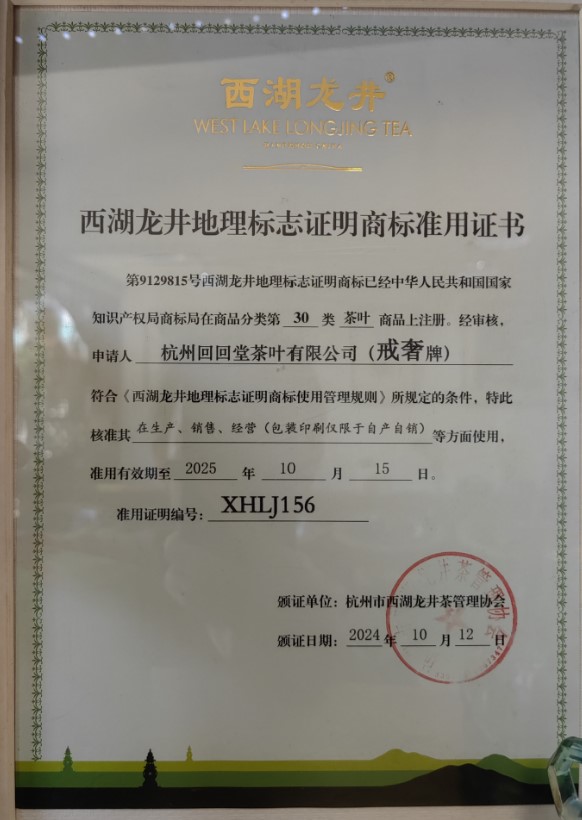 西湖龙井®
WEST LAKE LONGJING TEA
HANGZHOU CHINA
西湖龙井地理标志证明商标准用证书
第9129815号西湖龙井地理标志证明商标已经中华人民共和国国家
知识产权局商标局在商品分类第 30 类 茶叶 商品上注册。经审核,
申请人 杭州回回堂茶叶有限公司(戒奢牌)
符合《西湖龙井地理标志证明商标使用管理规则》所规定的条件,特此
核准其 在生产、销售、经营(包装印刷仅限于自产自销) 等方面使用,
准用有效期至 2025 年 10 月 15 日。
准用证明编号: XHLJ156
颁证单位: 杭州市西湖龙井茶管理协会
颁证日期: 2024 年 10 月 12 日